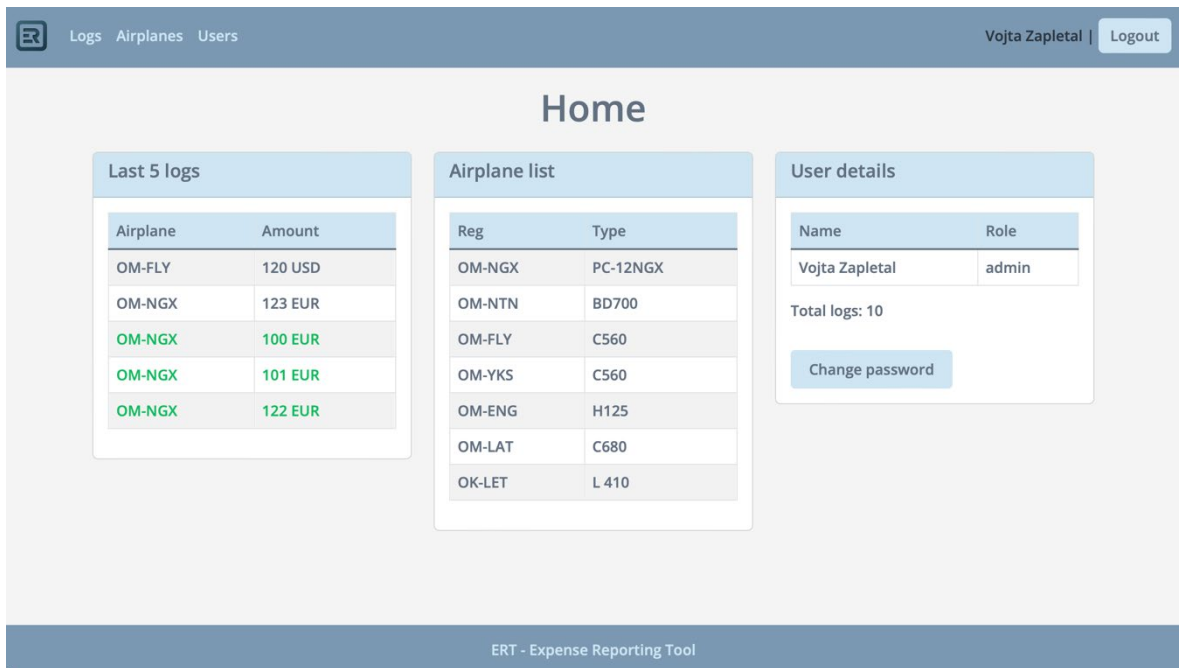 ER Logs Airplanes Users Vojta Zapletal | Logout
Home
Last 5 logs
Airplane Amount
OM-FLY 120 USD
OM-NGX 123 EUR
OM-NGX 100 EUR
OM-NGX 101 EUR
OM-NGX 122 EUR
Airplane list
Reg Type
OM-NGX PC-12NGX
OM-NTN BD700
OM-FLY C560
OM-YKS C560
OM-ENG H125
OM-LAT C680
OK-LET L 410
User details
Name Role
Vojta Zapletal admin
Total logs: 10
Change password
ERT - Expense Reporting Tool